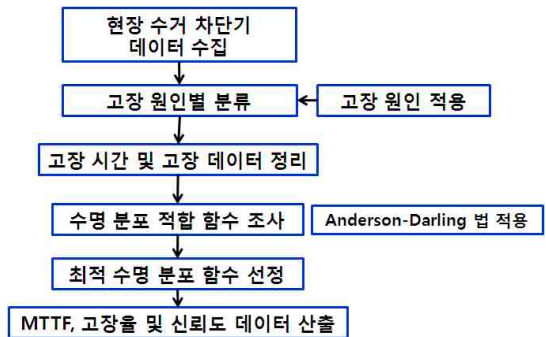 현장 수거 차단기
데이터 수집
고장 원인별 분류
고장 원인 적용
고장 시간 및 고장 데이터 정리
수명 분포 적합 함수 조사
Anderson-Darling 법 적용
최적 수명 분포 함수 선정
MTTF, 고장율 및 신뢰도 데이터 산출